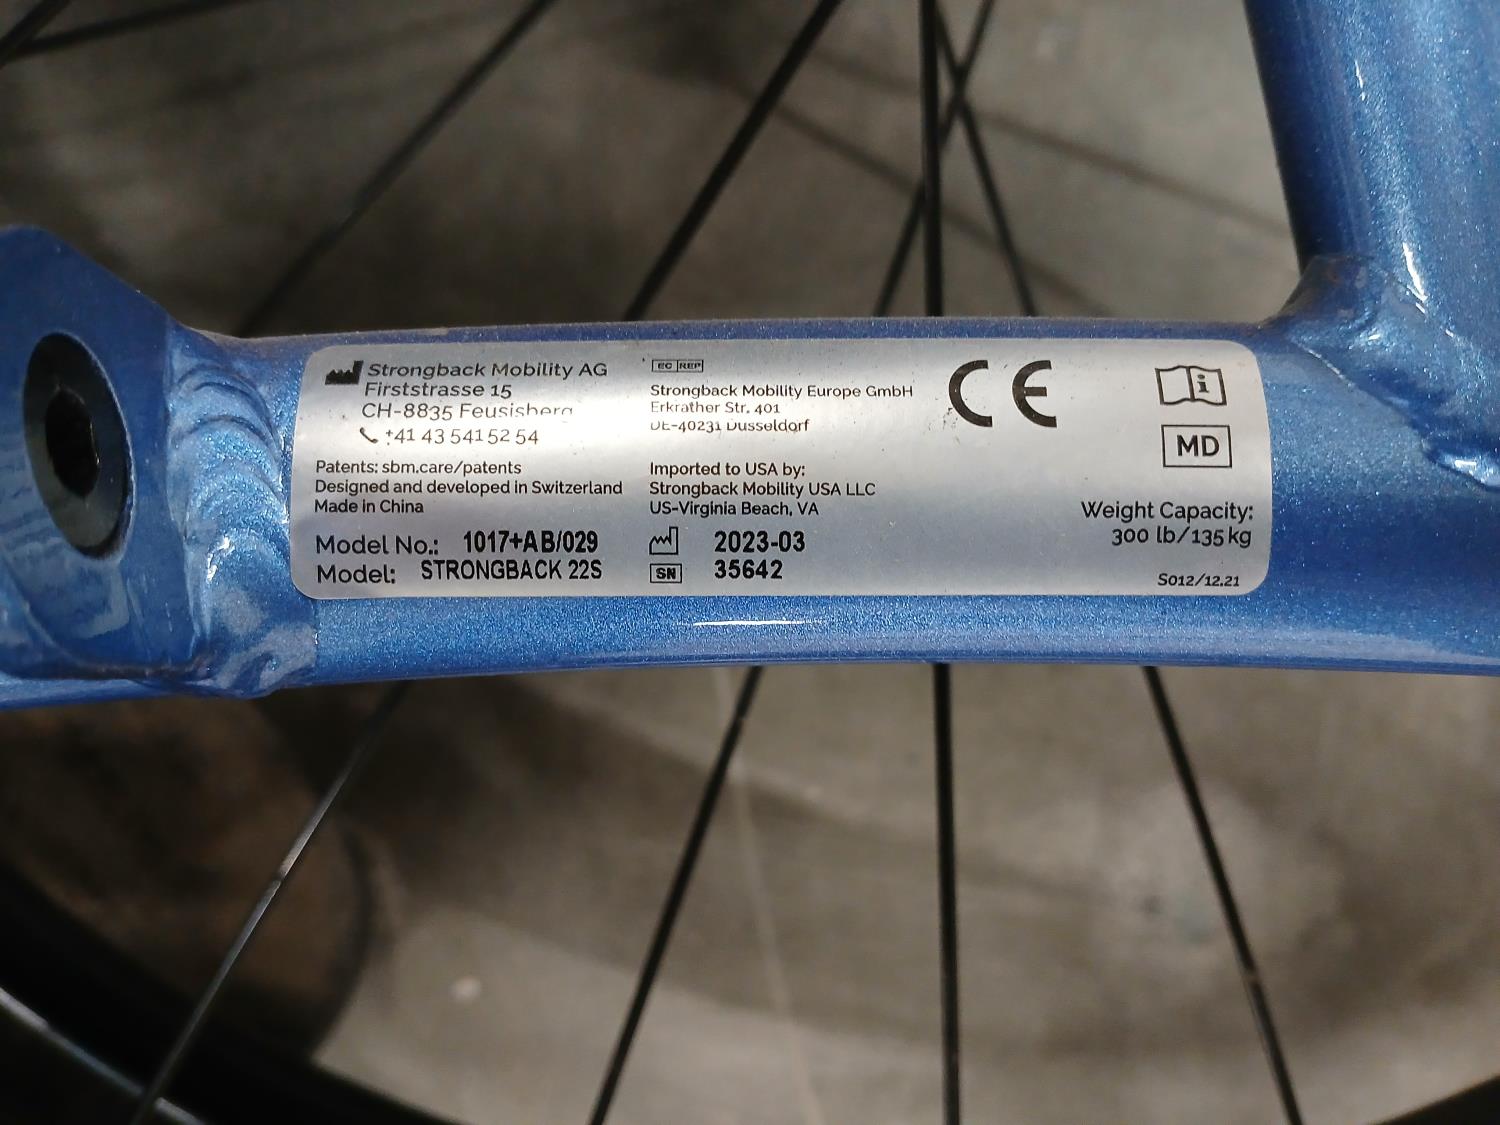 Strongback Mobility AG
Firststrasse 15
CH-8835 Feusisberg
+41 43 541 52 54
Patents: sbm.care/patents
Designed and developed in Switzerland
Made in China
Model No.: 1017+AB/029
Model: STRONGBACK 22S
EC REP
Strongback Mobility Europe GmbH
Erkrather Str. 401
DE-40231 Dusseldorf
Imported to USA by:
Strongback Mobility USA LLC
US-Virginia Beach, VA
2023-03
SN 35642
CE
i
MD
Weight Capacity:
300 lb/135 kg
S012/12.21